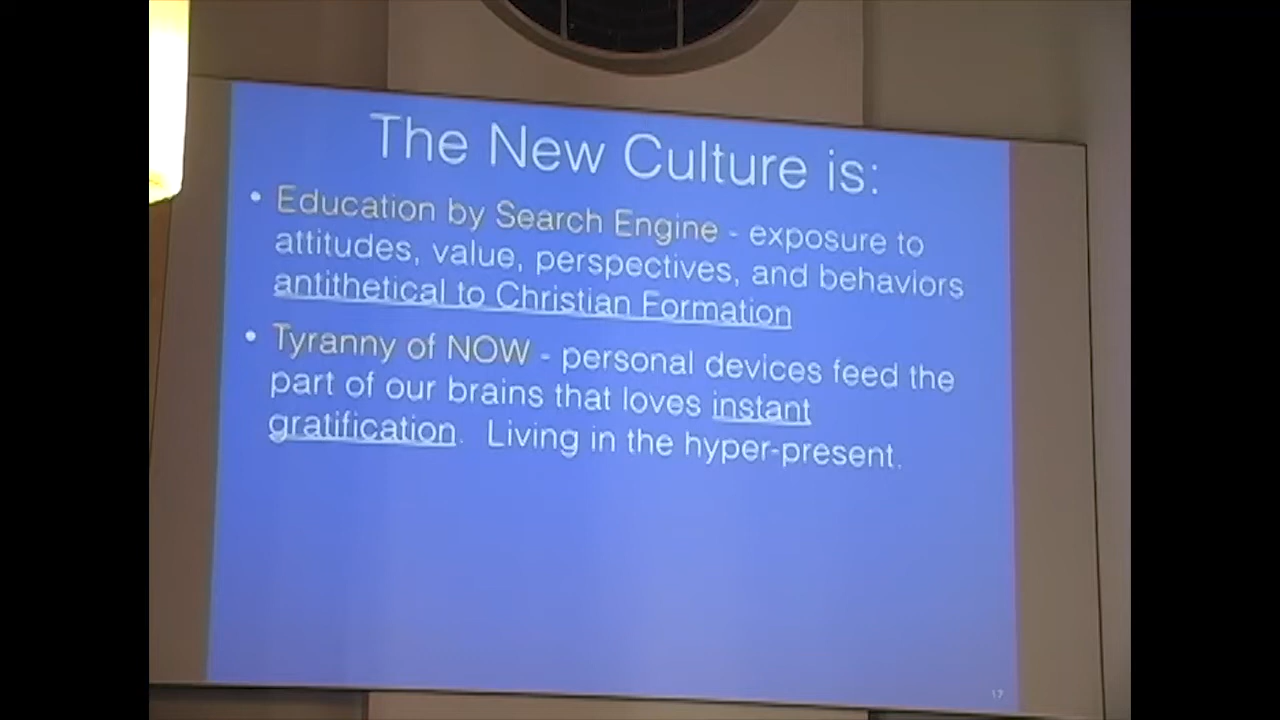 The New Culture is:
• Education by Search Engine - exposure to
attitudes, value, perspectives, and behaviors
antithetical to Christian Formation
• Tyranny of NOW - personal devices feed the
part of our brains that loves instant
gratification. Living in the hyper-present.
17